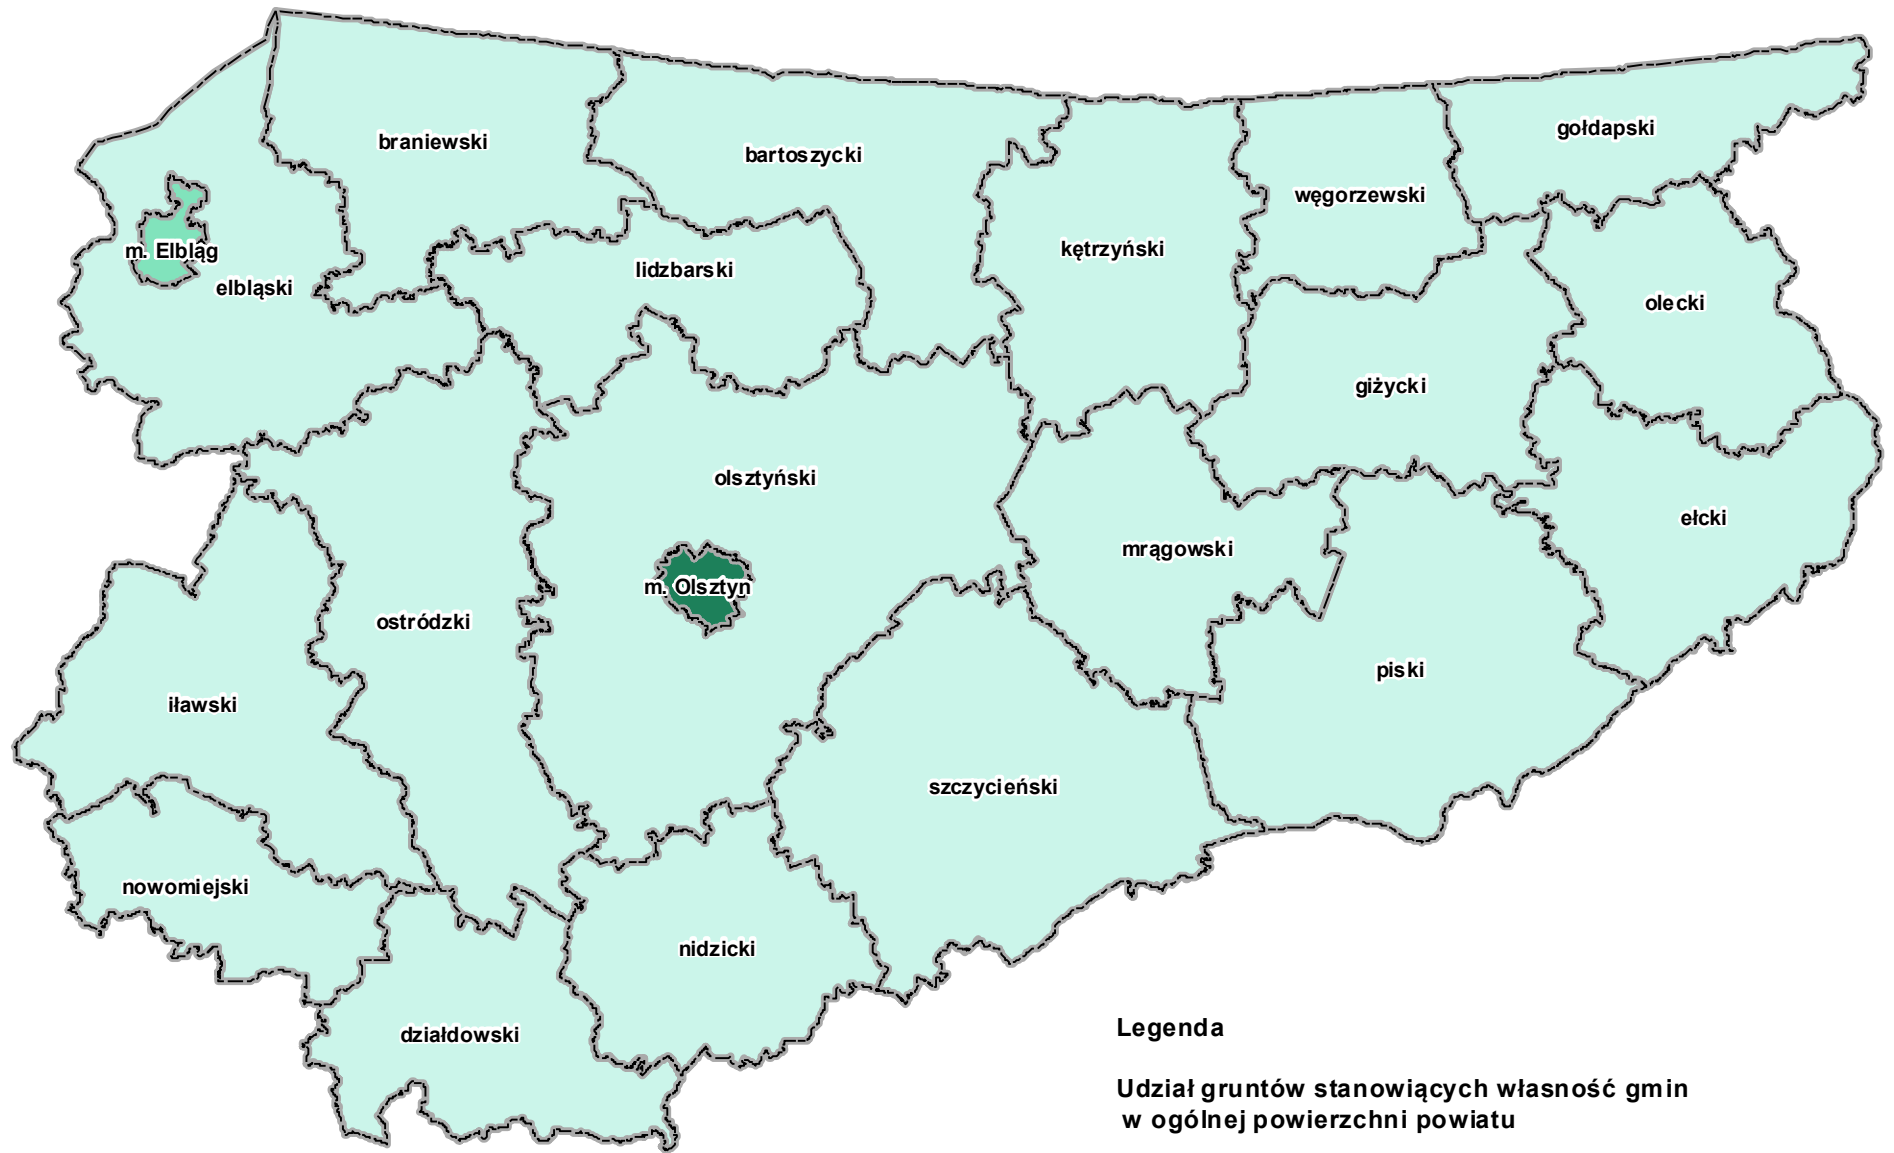 braniewski
bartoszycki
gołdapski
węgorzewski
m. Elbląg
elbląski
lidzbarski
kętrzyński
olecki
giżycki
olsztyński
ełcki
mrągowski
m. Olsztyn
ostródzki
piski
iławski
szczycieński
nowomiejski
nidzicki
działdowski
Legenda
Udział gruntów stanowiących własność gmin
w ogólnej powierzchni powiatu